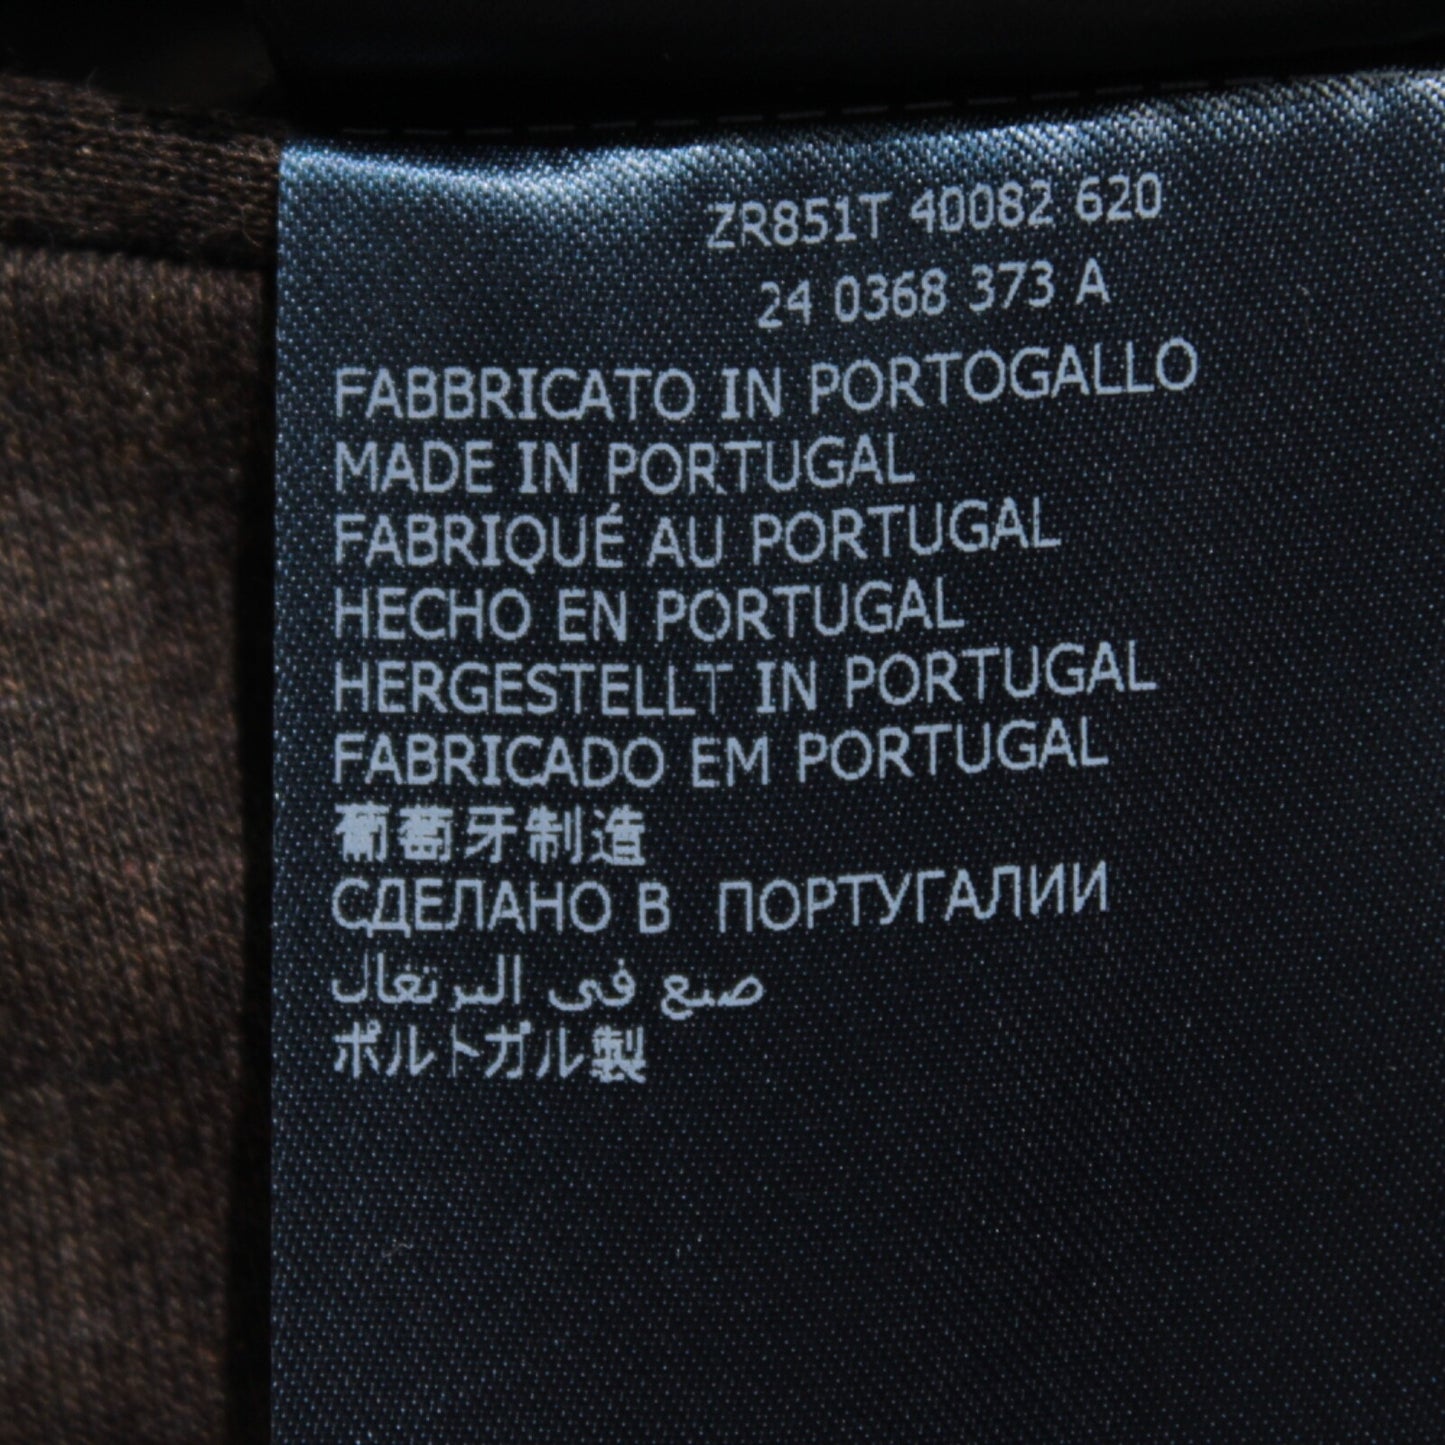 ZR851T 40082 620
24 0368 373 A
FABBRICATO IN PORTOGALLO
MADE IN PORTUGAL
FABRIQUÉ AU PORTUGAL
HECHO EN PORTUGAL
HERGESTELLT IN PORTUGAL
FABRICADO EM PORTUGAL
葡萄牙制造
СДЕЛАНО В ПОРТУГАЛИИ
صنع فى البرتغال
ポルトガル製